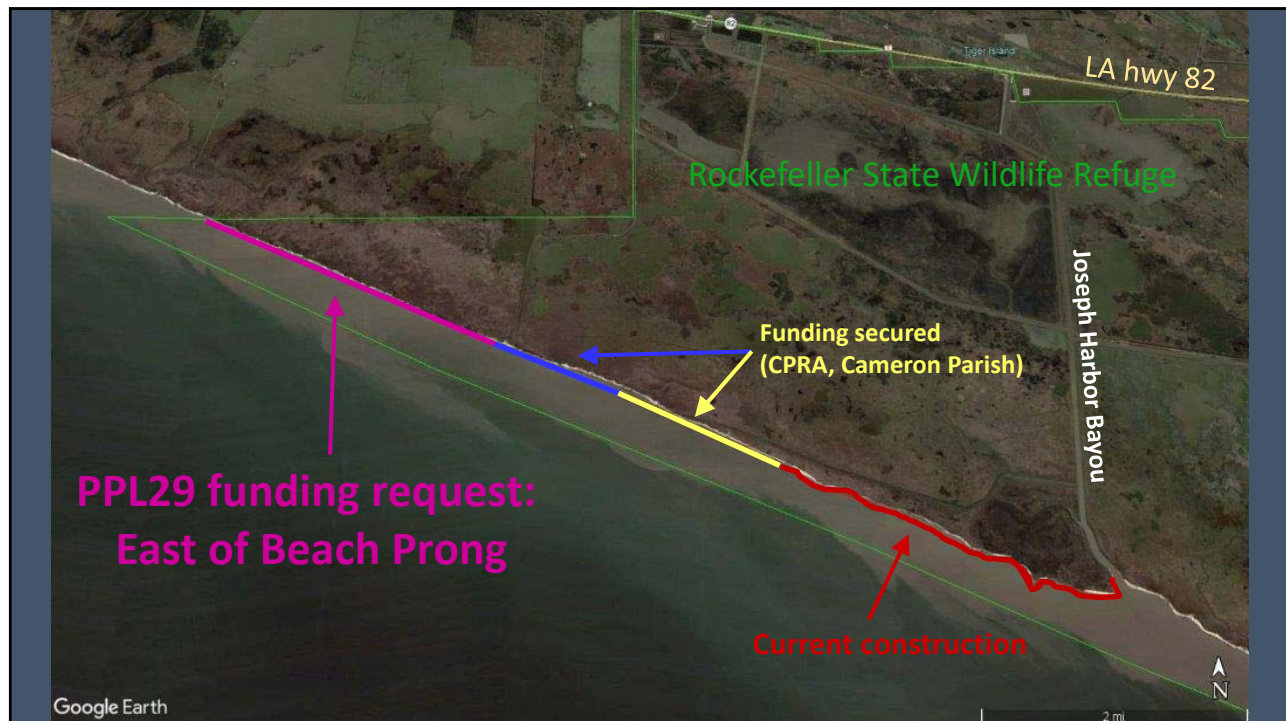 82
Tiger Island
LA hwy 82
Rockefeller State Wildlife Refuge
Joseph Harbor Bayou
Funding secured
(CPRA, Cameron Parish)
PPL29 funding request:
East of Beach Prong
Current construction
N
Google Earth
2 mi